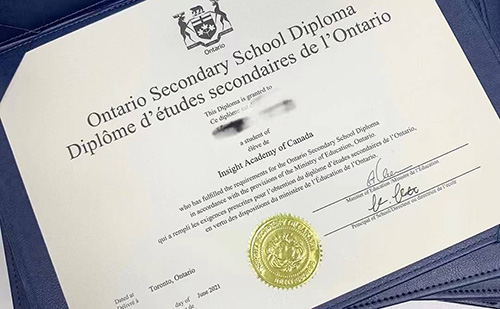 Ontario
Ontario Secondary School Diploma
Diplôme d'études secondaires de l'Ontario
This Diploma is granted to
Ce diplôme
a student of
élève de
Insight Academy of Canada
who has fulfilled the requirements for the Ontario Secondary School Diploma
in accordance with the provisions of the Ministry of Education, Ontario.
qui a rempli les exigences prescrites pour l'obtention du diplôme d'études secondaires de l'Ontario,
en vertu des dispositions du ministère de l'Éducation de l'Ontario.
Minister of Education/Ministre de l'Éducation
Principal of School/Directeur ou directrice de l'école
Dated at
Délivré à
Toronto, Ontario
day of
June 2021